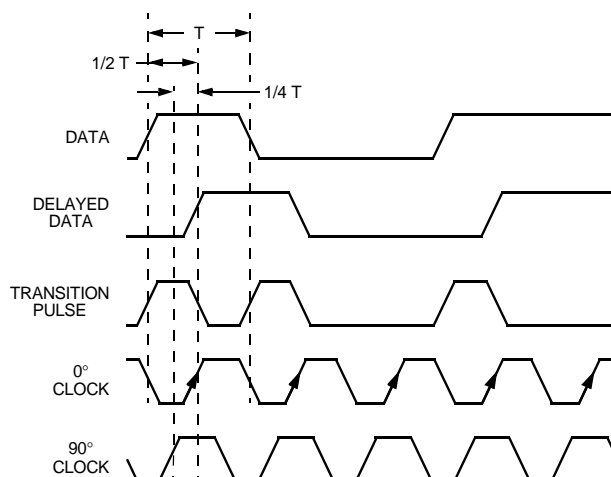 T
1/2 T
1/4 T
DATA
DELAYED
DATA
TRANSITION
PULSE
0°
CLOCK
90°
CLOCK